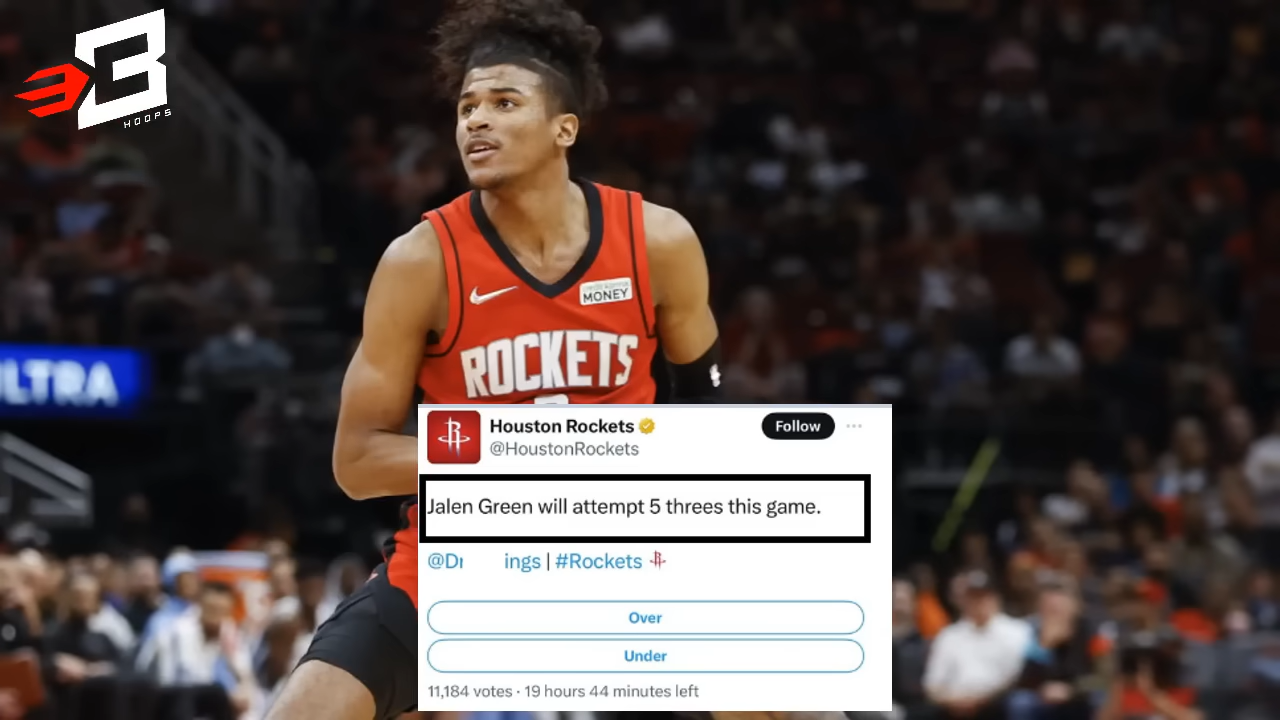 HOOPS
MONEY
ROCKETS
ULTRA
Houston Rockets
Follow
@HoustonRockets
Jalen Green will attempt 5 threes this game.
@Dr ings | #Rockets
Over
Under
11,184 votes · 19 hours 44 minutes left